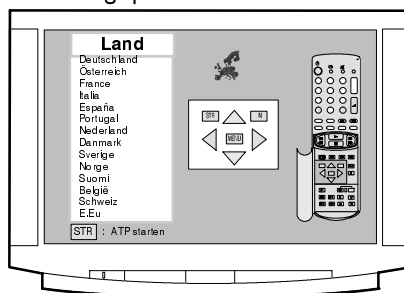 Land
Deutschland
Österreich
France
Italia
España
Portugal
Nederland
Danmark
Sverige
Norge
Suomi
België
Schweiz
E.Eu
STR
IN
MENU
STR : ATP starten